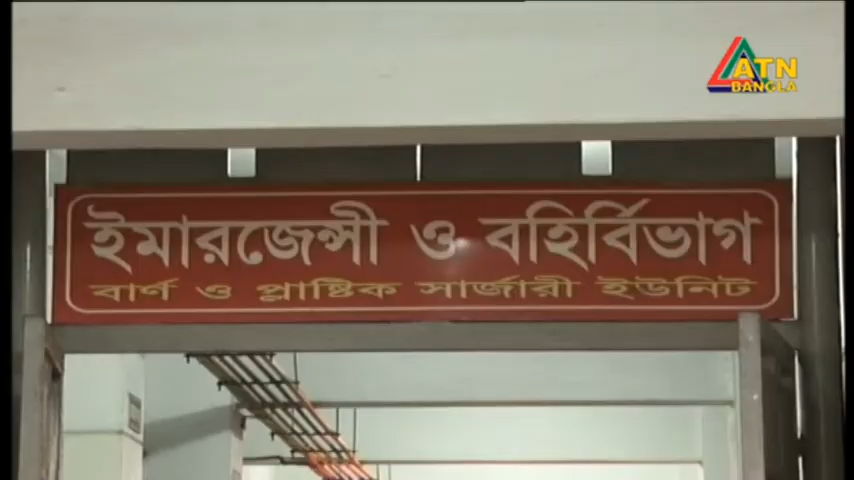 ATN
BANGLA
ইমারজেন্সী ও বহির্বিভাগ
বার্ণ ও প্লাষ্টিক সার্জারী ইউনিট